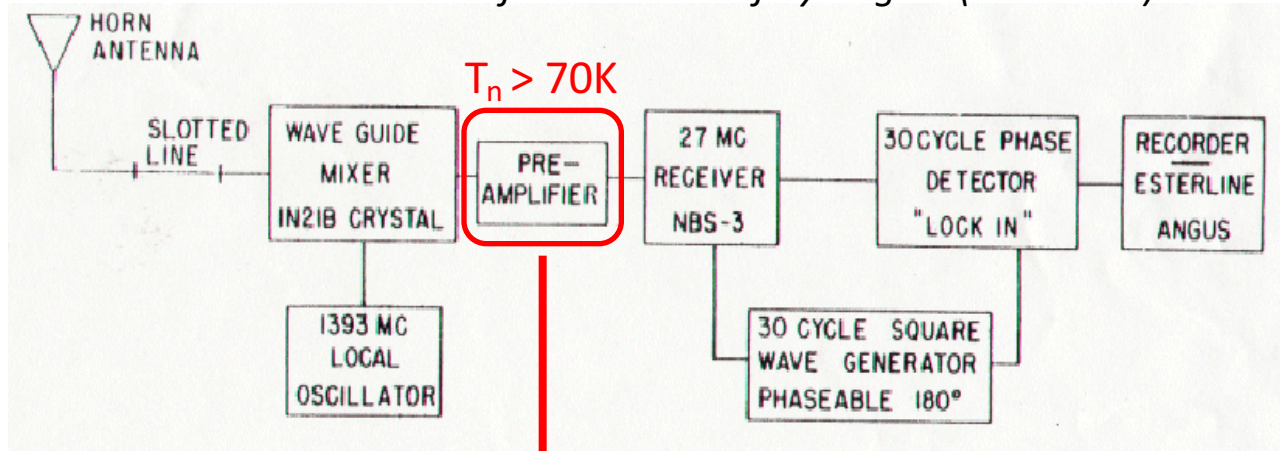 HORN
ANTENNA
Tn > 70K
SLOTTED
LINE
WAVE GUIDE
MIXER
IN21B CRYSTAL
PRE-
AMPLIFIER
27 MC
RECEIVER
NBS-3
30 CYCLE PHASE
DETECTOR
"LOCK IN"
RECORDER
ESTERLINE
ANGUS
1393 MC
LOCAL
OSCILLATOR
30 CYCLE SQUARE
WAVE GENERATOR
PHASEABLE 180°